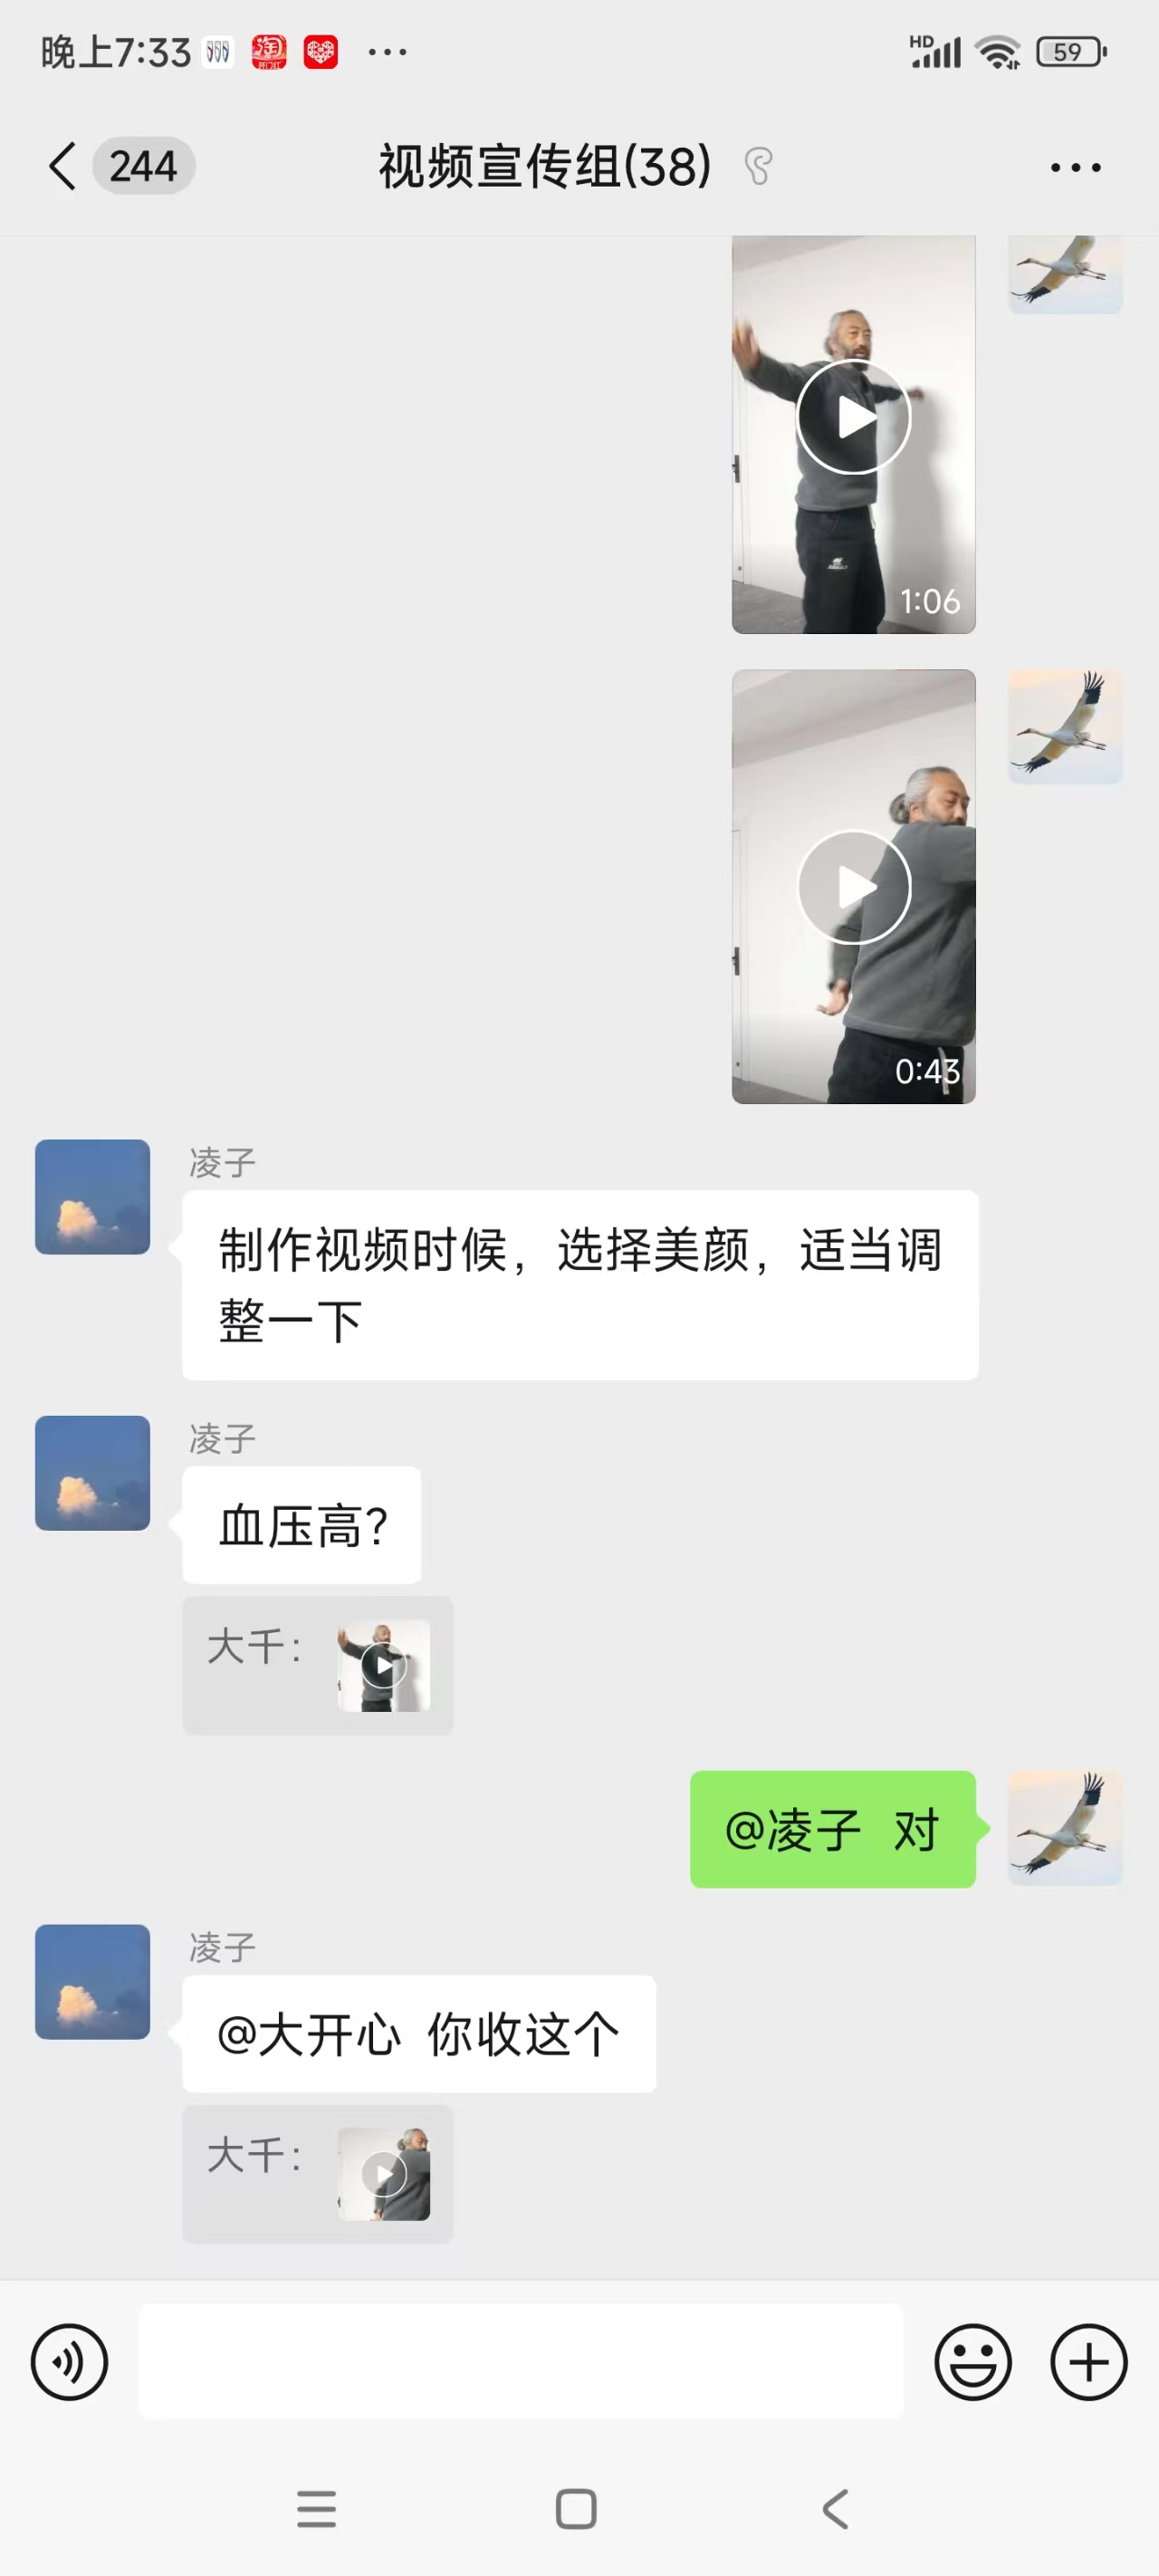 晚上7:33
HD
59
244
视频宣传组(38)
1:06
0:43
凌子
制作视频时候，选择美颜，适当调
整一下
凌子
血压高？
大千：
@凌子 对
凌子
@大开心 你收这个
大千：